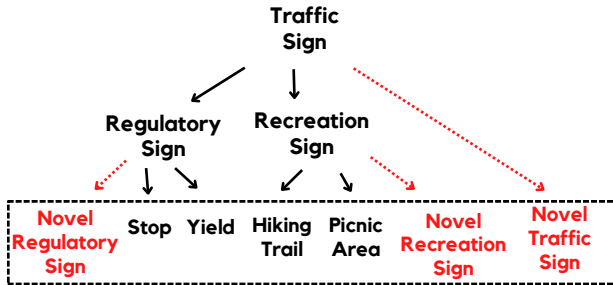 Traffic
Sign
Regulatory
Sign
Recreation
Sign
Novel
Regulatory
Sign
Stop
Yield
Hiking
Trail
Picnic
Area
Novel
Recreation
Sign
Novel
Traffic
Sign